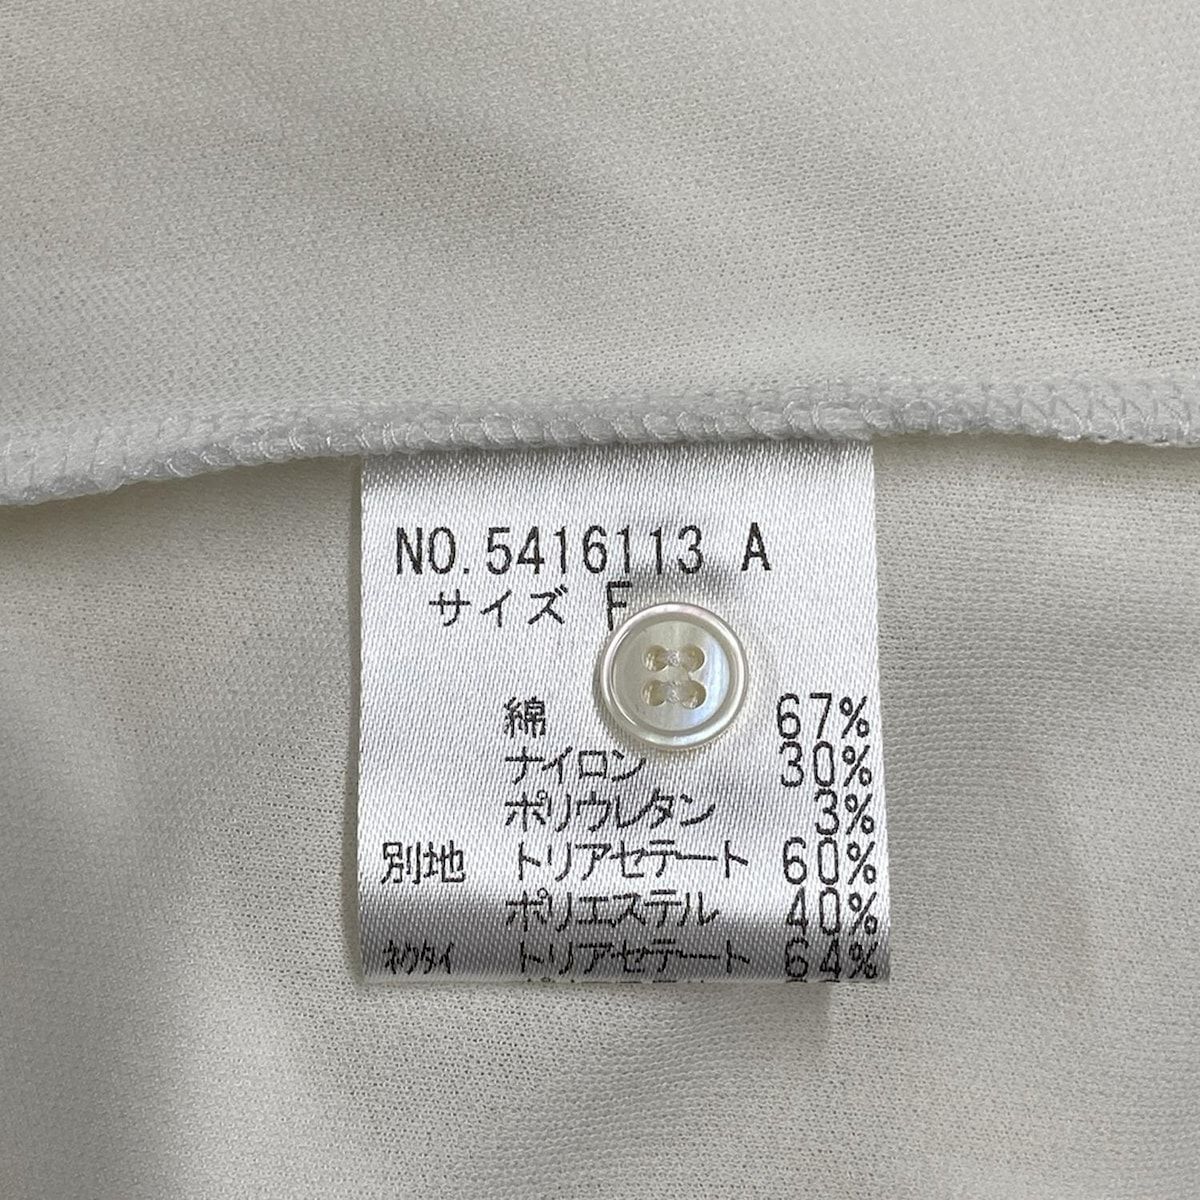 NO.5416113 A
サイズ F
綿 67%
ナイロン 30%
ポリウレタン 3%
別地 トリアセテート 60%
ポリエステル 40%
ネクタイ トリアセテート 64%